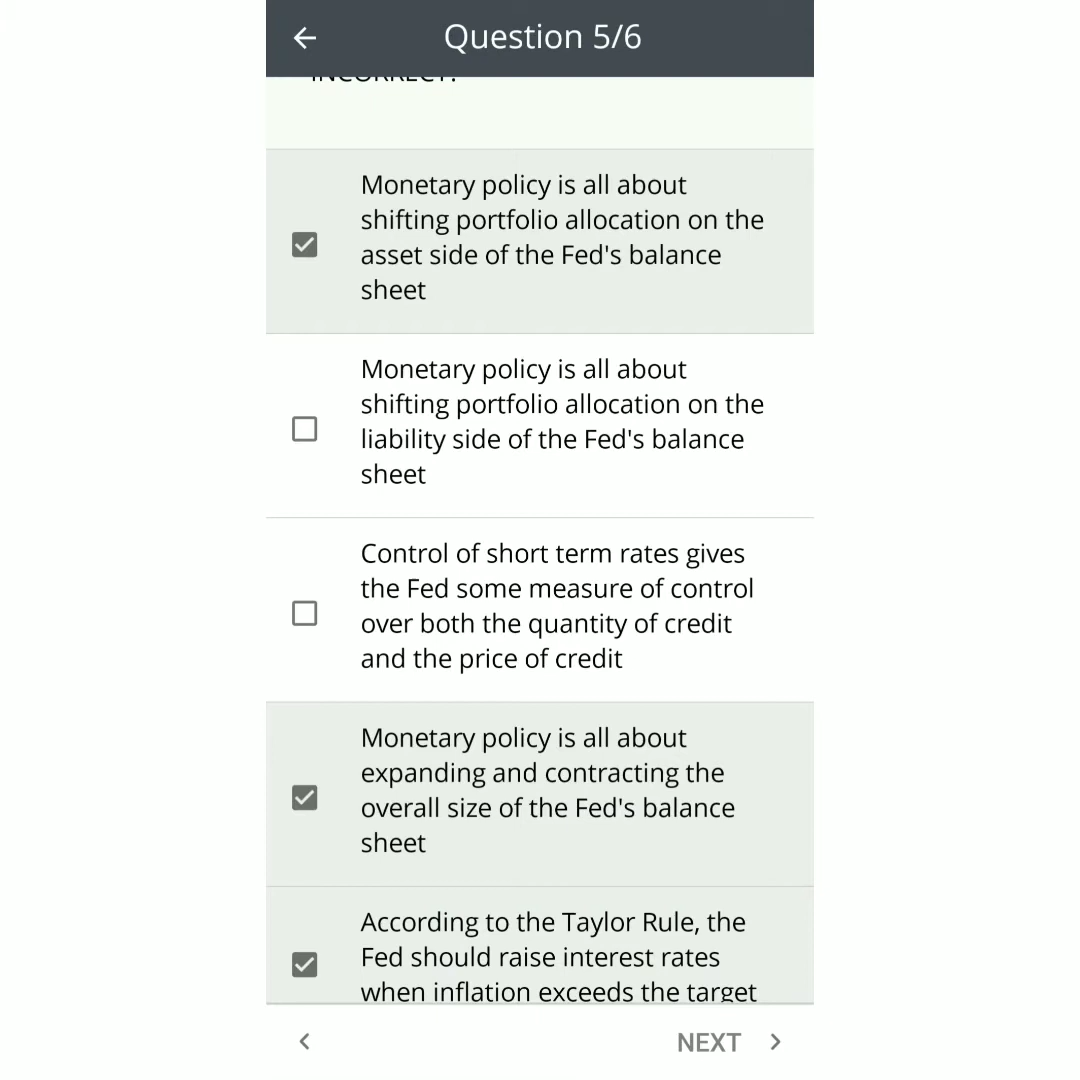 Question 5/6
INCORRECT?
Monetary policy is all about
shifting portfolio allocation on the
asset side of the Fed's balance
sheet
Monetary policy is all about
shifting portfolio allocation on the
liability side of the Fed's balance
sheet
Control of short term rates gives
the Fed some measure of control
over both the quantity of credit
and the price of credit
Monetary policy is all about
expanding and contracting the
overall size of the Fed's balance
sheet
According to the Taylor Rule, the
Fed should raise interest rates
when inflation exceeds the target
NEXT